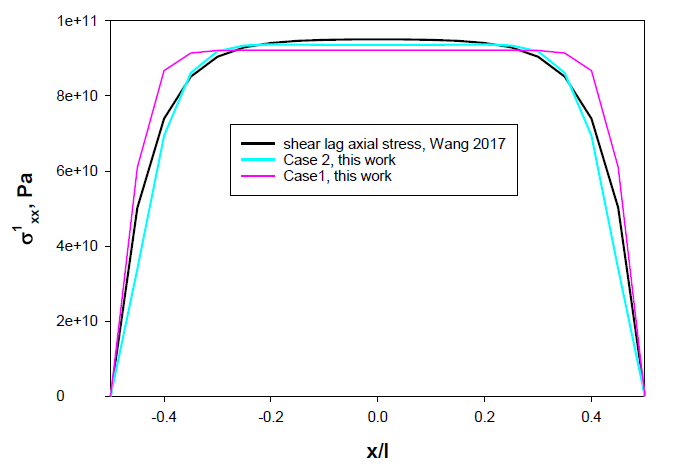 1e+11
8e+10
6e+10
4e+10
2e+10
0
σ¹xx, Pa
shear lag axial stress, Wang 2017
Case 2, this work
Case1, this work
-0.4
-0.2
0.0
0.2
0.4
x/l